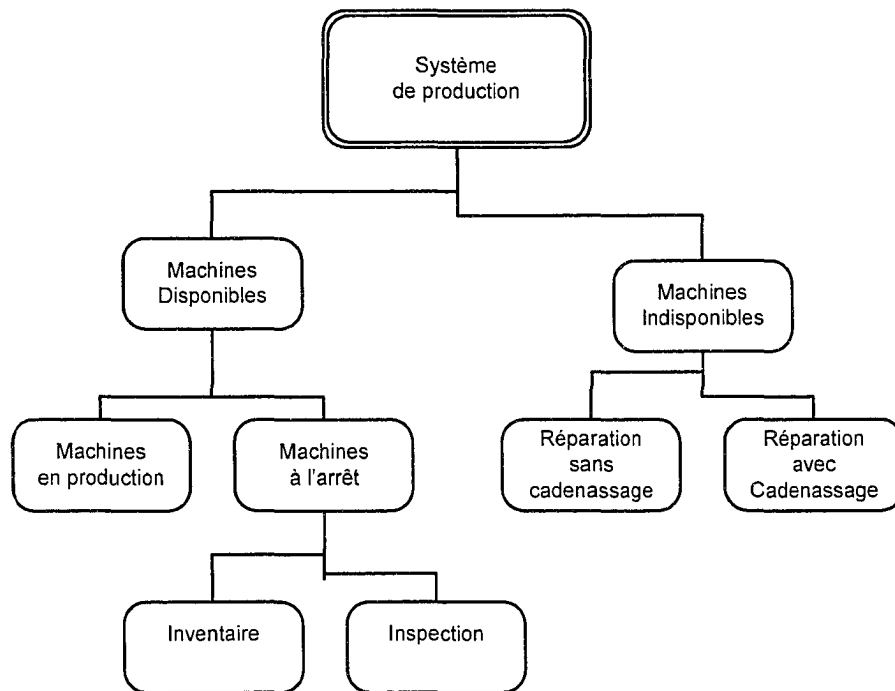 Système
de production
Machines
Disponibles
Machines
Indisponibles
Machines
en production
Machines
à l'arrêt
Réparation
sans
cadenassage
Réparation
avec
Cadenassage
Inventaire
Inspection